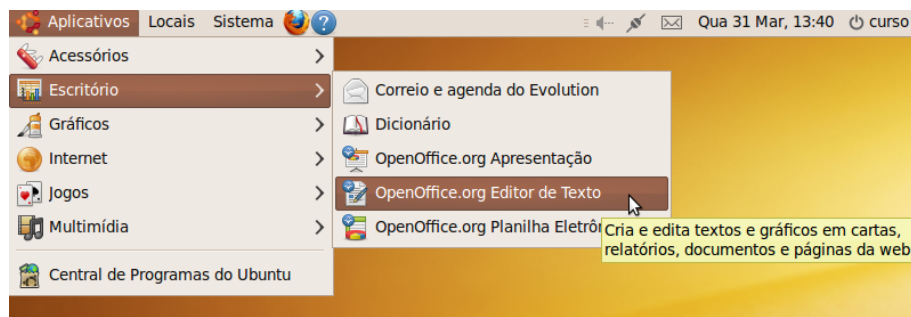 Aplicativos Locais Sistema ? Qua 31 Mar, 13:40 curso
Acessórios
Escritório
Gráficos
Internet
Jogos
Multimídia
Central de Programas do Ubuntu
Correio e agenda do Evolution
Dicionário
OpenOffice.org Apresentação
OpenOffice.org Editor de Texto
OpenOffice.org Planilha Eletrôn
Cria e edita textos e gráficos em cartas,
relatórios, documentos e páginas da web